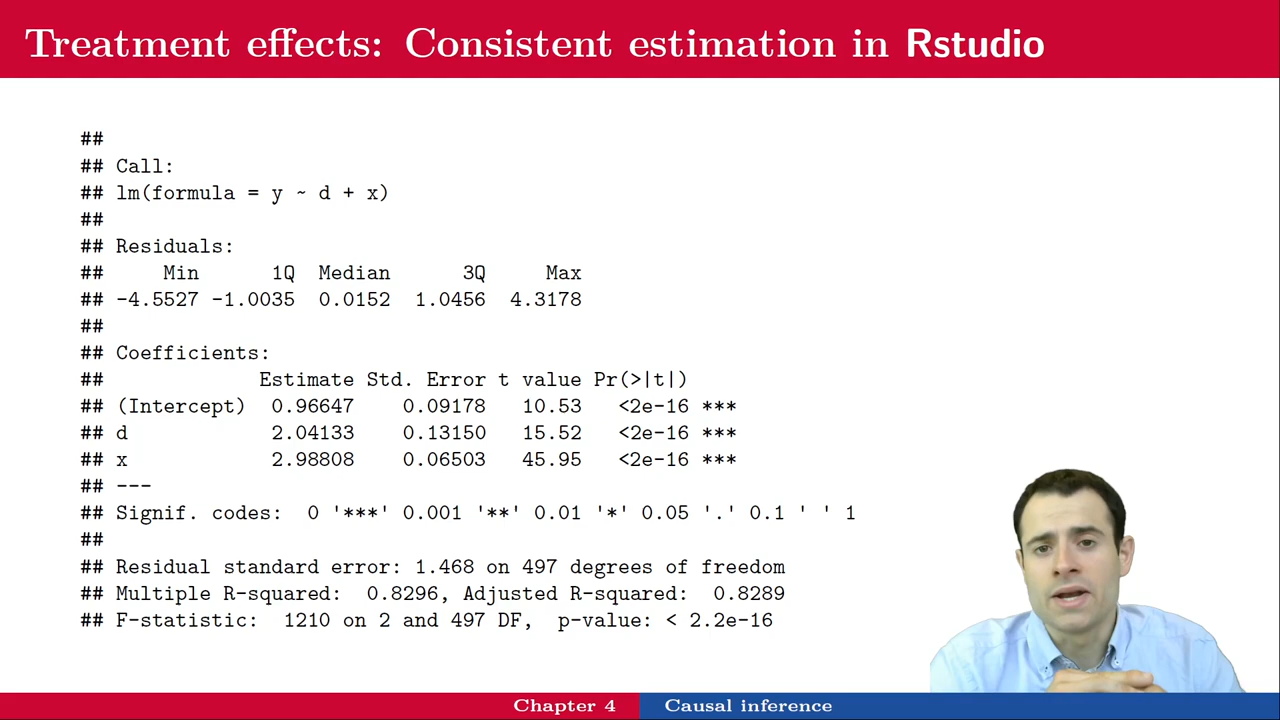 Treatment effects: Consistent estimation in Rstudio
##
## Call:
## lm(formula = y ~ d + x)
##
## Residuals:
##     Min      1Q  Median      3Q     Max
## -4.5527 -1.0035  0.0152  1.0456  4.3178
##
## Coefficients:
##             Estimate Std. Error t value Pr(>|t|)
## (Intercept)  0.96647    0.09178   10.53   <2e-16 ***
## d            2.04133    0.13150   15.52   <2e-16 ***
## x            2.98808    0.06503   45.95   <2e-16 ***
## ---
## Signif. codes:  0 '***' 0.001 '**' 0.01 '*' 0.05 '.' 0.1 ' ' 1
##
## Residual standard error: 1.468 on 497 degrees of freedom
## Multiple R-squared:  0.8296, Adjusted R-squared:  0.8289
## F-statistic:  1210 on 2 and 497 DF,  p-value: < 2.2e-16
Chapter 4 Causal inference